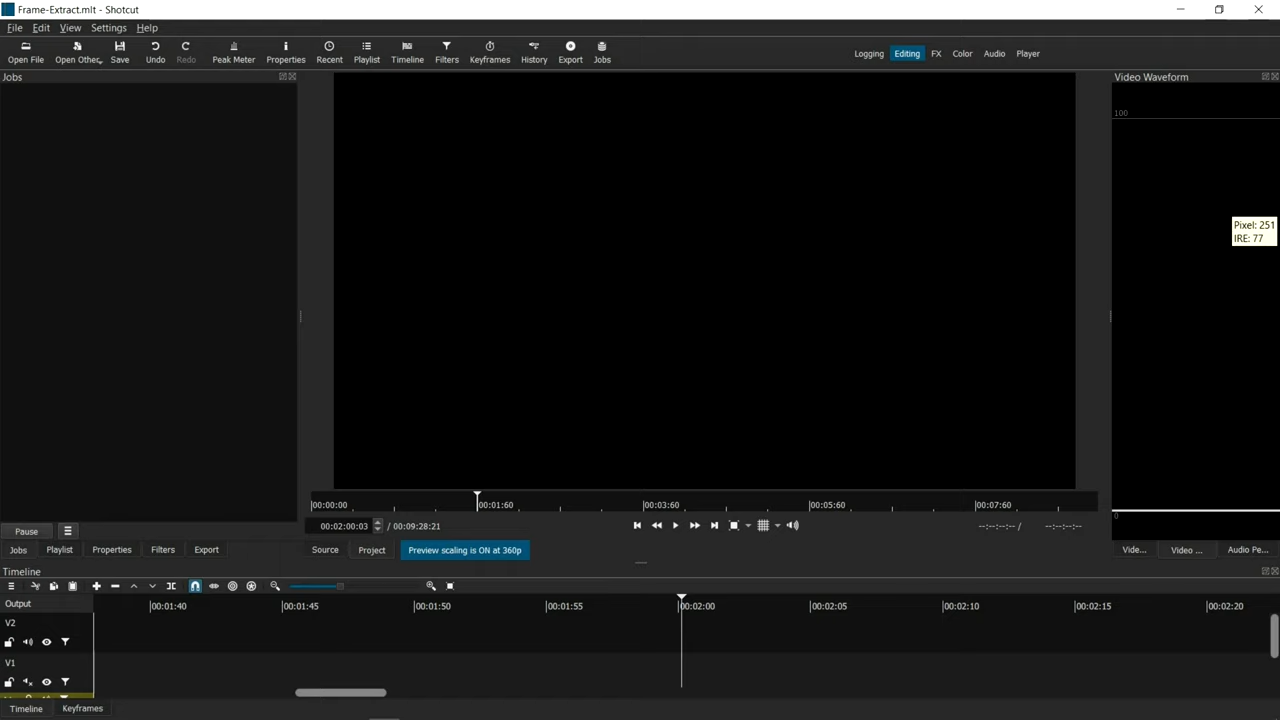 Frame-Extract.mlt - Shotcut
File Edit View Settings Help
Open File Open Other. Save Undo Redo Peak Meter Properties Recent Playlist Timeline Filters Keyframes History Export Jobs Logging Editing FX Color Audio Player
Jobs
Video Waveform
100
Pixel: 251
IRE: 77
00:00:00 00:01:60 00:03:60 00:05:60 00:07:60
0
00:02:00:03 / 00:09:28:21 --:--:--:-- / --:--:--:--
Pause
Jobs Playlist Properties Filters Export Source Project Preview scaling is ON at 360p Vide... Video ... Audio Pe...
Timeline
Output 00:01:40 00:01:45 00:01:50 00:01:55 00:02:00 00:02:05 00:02:10 00:02:15 00:02:20
V2
V1
Timeline Keyframes